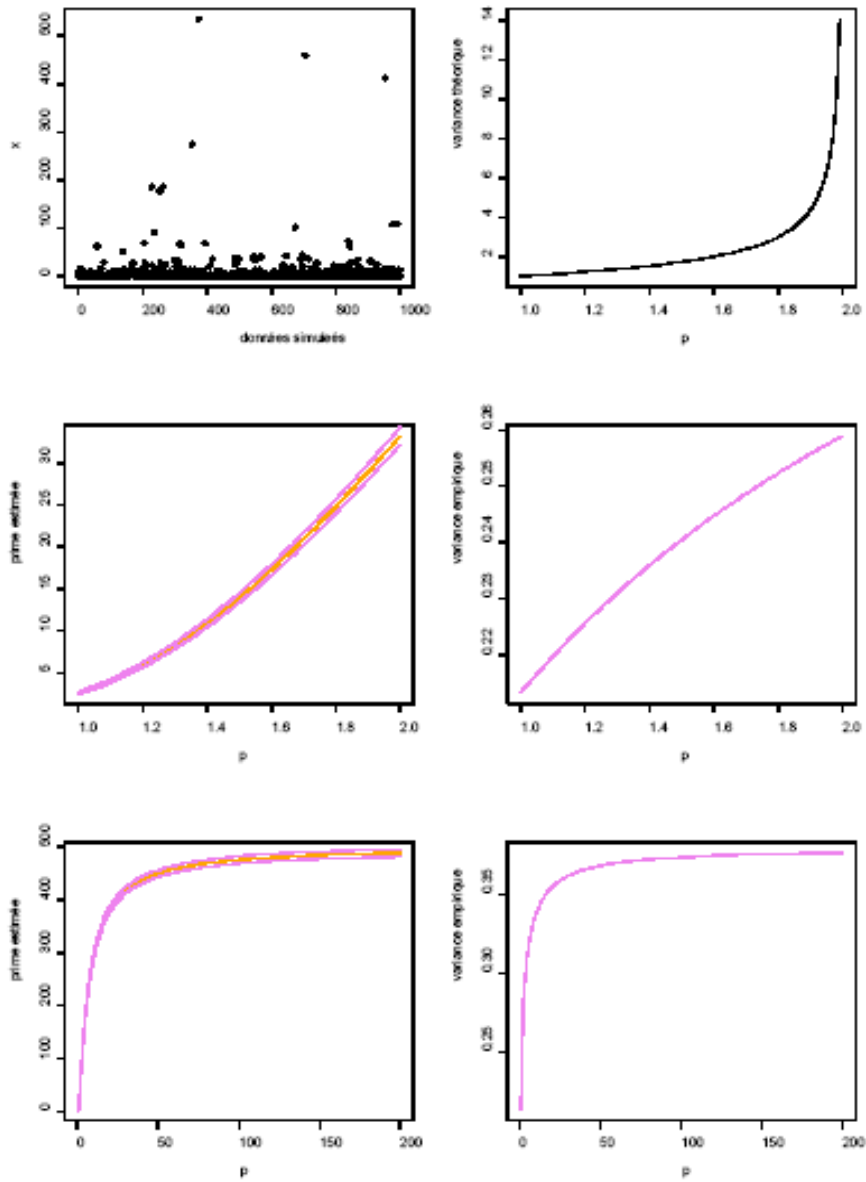 500
400
300
200
100
0
x
0 200 400 600 800 1000
données simulées
14
12
10
8
6
4
2
variance théorique
1.0 1.2 1.4 1.6 1.8 2.0
p
30
25
20
15
10
5
prime estimée
1.0 1.2 1.4 1.6 1.8 2.0
p
0.26
0.25
0.24
0.23
0.22
variance empirique
1.0 1.2 1.4 1.6 1.8 2.0
p
500
400
300
200
100
0
prime estimée
0 50 100 150 200
p
0.35
0.30
0.25
variance empirique
0 50 100 150 200
p